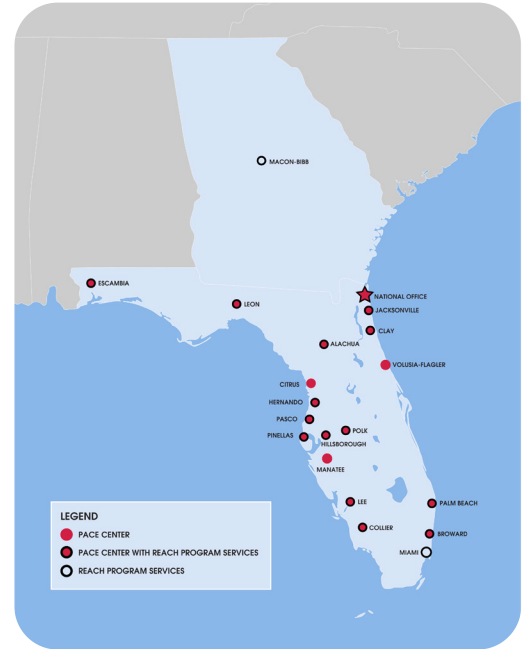 MACON-BIBB
ESCAMBIA
LEON
NATIONAL OFFICE
JACKSONVILLE
CLAY
ALACHUA
VOLUSIA-FLAGLER
CITRUS
HERNANDO
PASCO
POLK
PINELLAS
HILLSBOROUGH
MANATEE
LEE
PALM BEACH
COLLIER
BROWARD
MIAMI
LEGEND
PACE CENTER
PACE CENTER WITH REACH PROGRAM SERVICES
REACH PROGRAM SERVICES